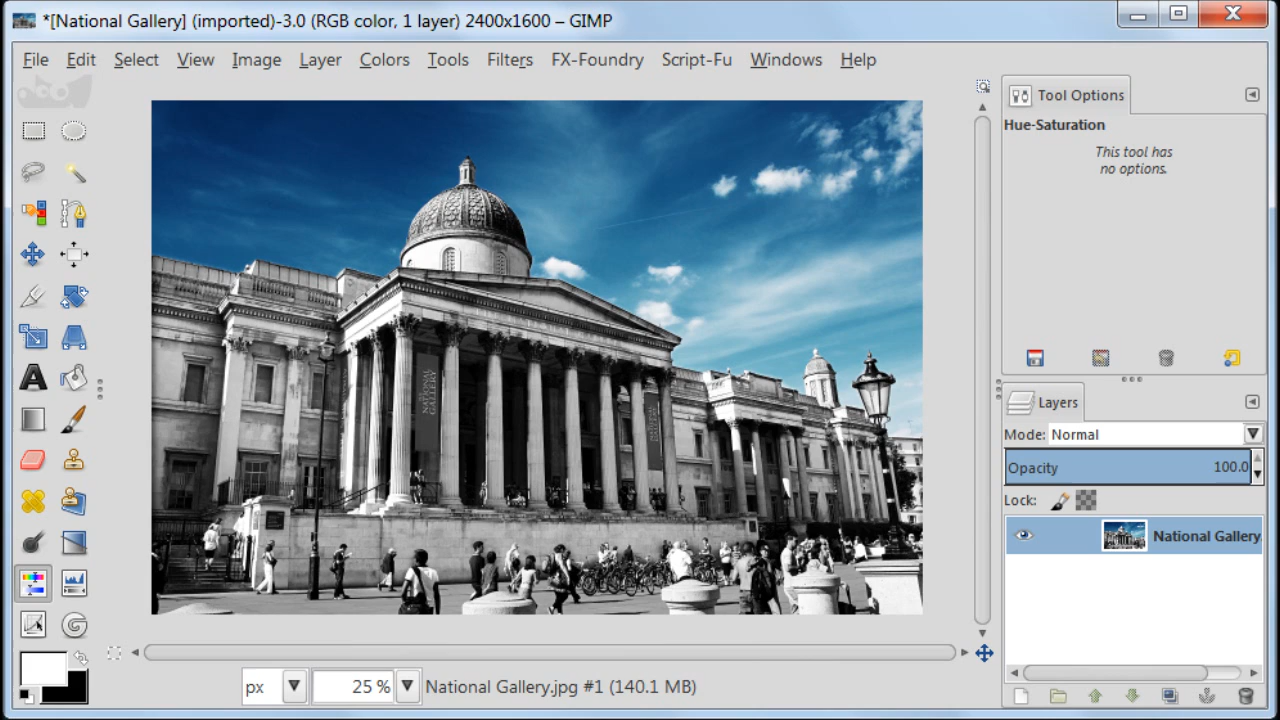 *[National Gallery] (imported)-3.0 (RGB color, 1 layer) 2400x1600 – GIMP
File Edit Select View Image Layer Colors Tools Filters FX-Foundry Script-Fu Windows Help
Tool Options
Hue-Saturation
This tool has
no options.
NATIONAL
GALLERY
Layers
Mode: Normal
Opacity 100.0
Lock:
National Gallery.
px 25 % National Gallery.jpg #1 (140.1 MB)